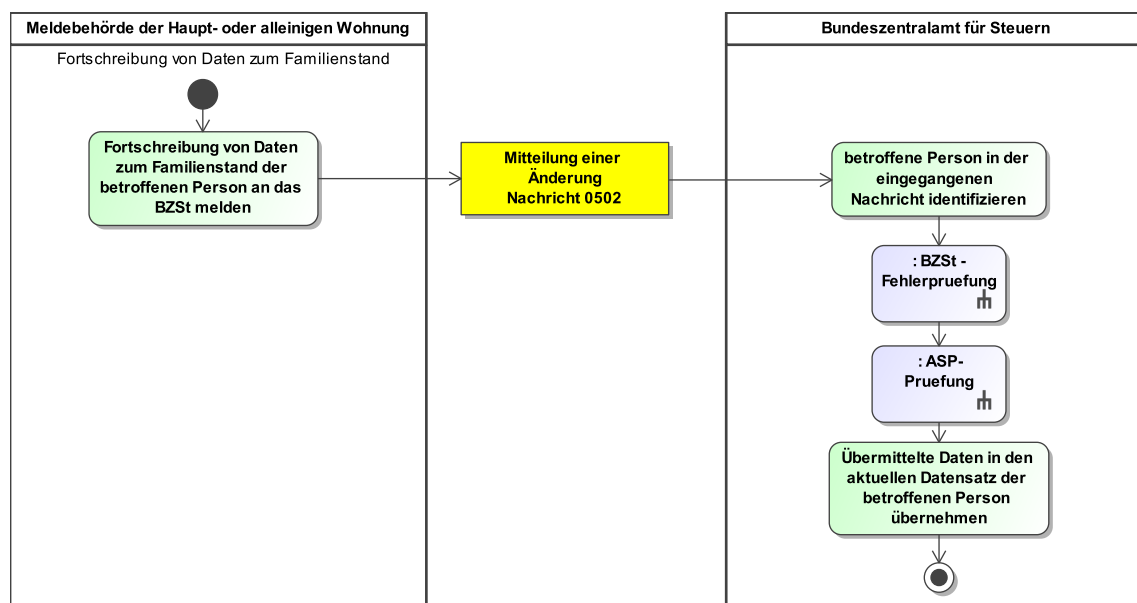 Meldebehörde der Haupt- oder alleinigen Wohnung
Fortschreibung von Daten zum Familienstand
Fortschreibung von Daten
zum Familienstand der
betroffenen Person an das
BZSt melden
Mitteilung einer
Änderung
Nachricht 0502
Bundeszentralamt für Steuern
betroffene Person in der
eingegangenen
Nachricht identifizieren
: BZSt -
Fehlerpruefung
: ASP-
Pruefung
Übermittelte Daten in den
aktuellen Datensatz der
betroffenen Person
übernehmen